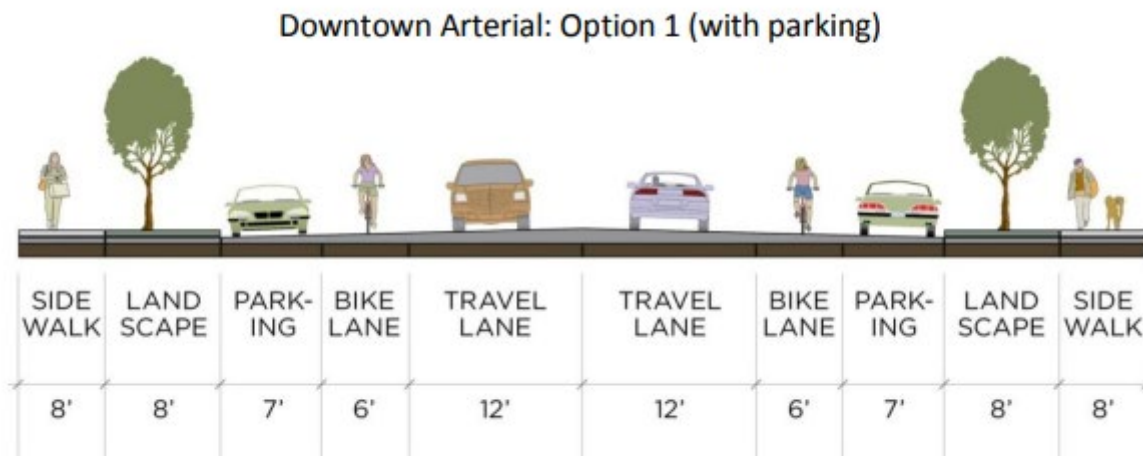 Downtown Arterial: Option 1 (with parking)
SIDE WALK
LAND SCAPE
PARK- ING
BIKE LANE
TRAVEL LANE
TRAVEL LANE
BIKE LANE
PARK- ING
LAND SCAPE
SIDE WALK
8' 8' 7' 6' 12' 12' 6' 7' 8' 8'